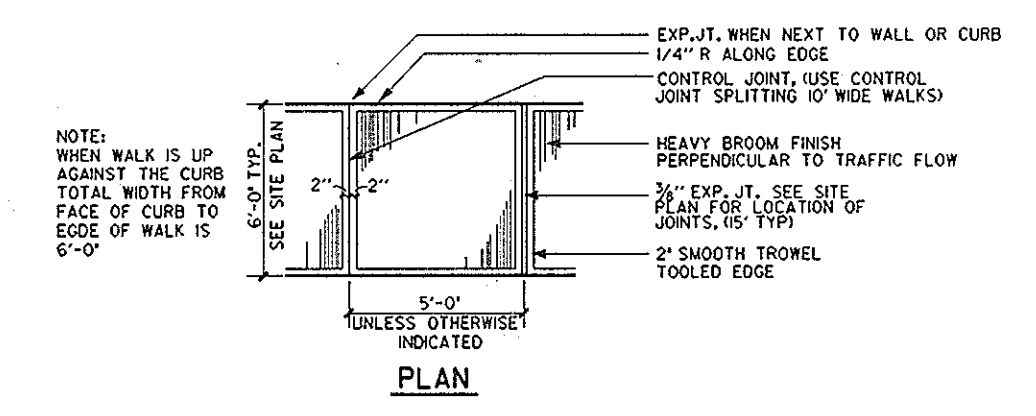 EXP.JT. WHEN NEXT TO WALL OR CURB
1/4" R ALONG EDGE
CONTROL JOINT, (USE CONTROL
JOINT SPLITTING 10' WIDE WALKS)
NOTE:
WHEN WALK IS UP
AGAINST THE CURB
TOTAL WIDTH FROM
FACE OF CURB TO
EGDE OF WALK IS
6'-0"
6'-0" TYP.
SEE SITE PLAN
2" 2"
HEAVY BROOM FINISH
PERPENDICULAR TO TRAFFIC FLOW
3/8" EXP. JT. SEE SITE
PLAN FOR LOCATION OF
JOINTS, (15' TYP)
2" SMOOTH TROWEL
TOOLED EDGE
5'-0"
UNLESS OTHERWISE
INDICATED
PLAN